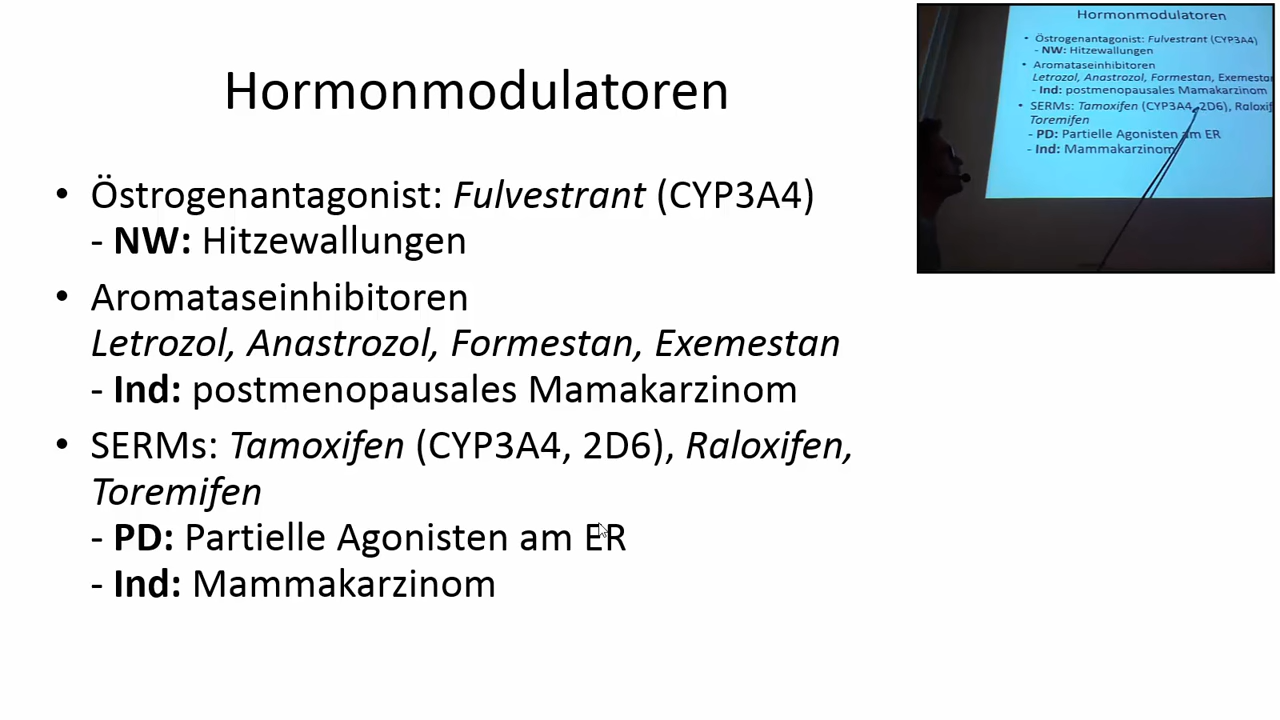 Hormonmodulatoren
• Östrogenantagonist: Fulvestrant (CYP3A4)
- NW: Hitzewallungen
• Aromataseinhibitoren
Letrozol, Anastrozol, Formestan, Exemestan
- Ind: postmenopausales Mamakarzinom
• SERMs: Tamoxifen (CYP3A4, 2D6), Raloxifen,
Toremifen
- PD: Partielle Agonisten am ER
- Ind: Mammakarzinom
Hormonmodulatoren
• Östrogenantagonist: Fulvestrant (CYP3A4)
- NW: Hitzewallungen
• Aromataseinhibitoren
Letrozol, Anastrozol, Formestan, Exemesta
- Ind: postmenopausales Mamakarzinom
• SERMs: Tamoxifen (CYP3A4, 2D6), Raloxif
Toremifen
- PD: Partielle Agonisten am ER
- Ind: Mammakarzinom